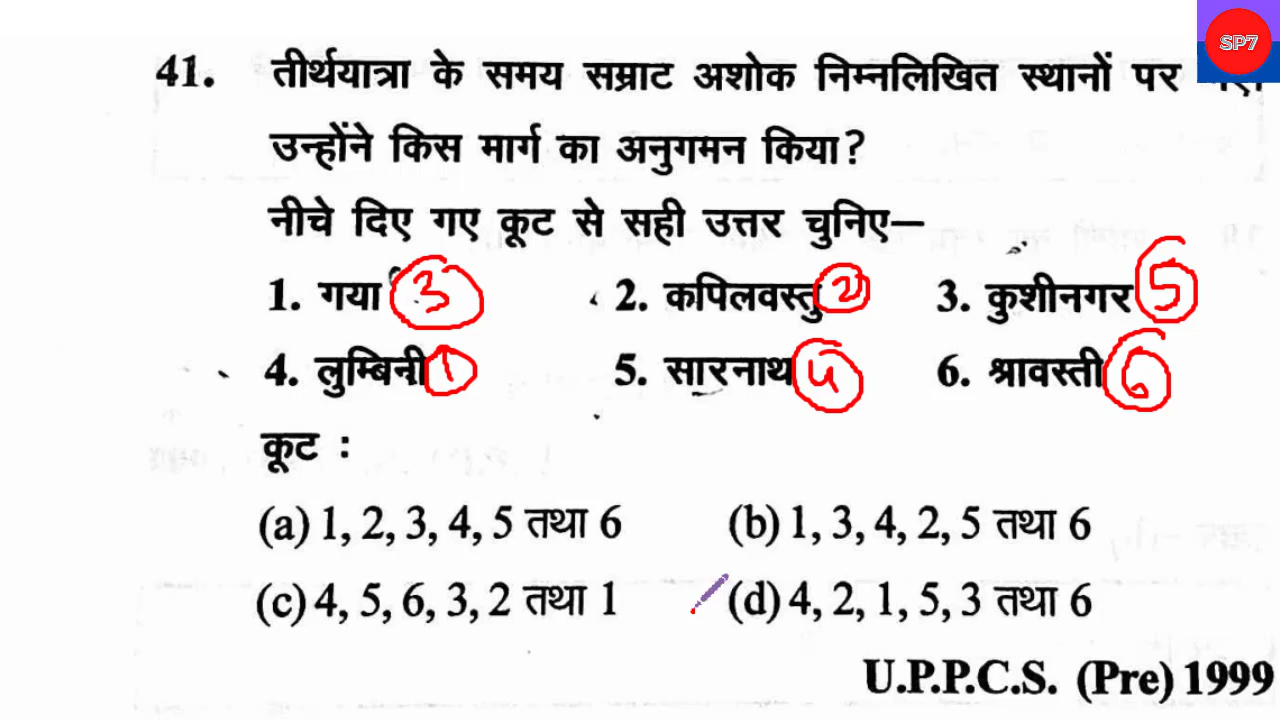 SP7
41. तीर्थयात्रा के समय सम्राट अशोक निम्नलिखित स्थानों पर
उन्होंने किस मार्ग का अनुगमन किया?
नीचे दिए गए कूट से सही उत्तर चुनिए–
1. गया 3 2. कपिलवस्तु 2 3. कुशीनगर 5
4. लुम्बिनी 1 5. सारनाथ 4 6. श्रावस्ती 6
कूट :
(a) 1, 2, 3, 4, 5 तथा 6 (b) 1, 3, 4, 2, 5 तथा 6
(c) 4, 5, 6, 3, 2 तथा 1 (d) 4, 2, 1, 5, 3 तथा 6
U.P.P.C.S. (Pre) 1999